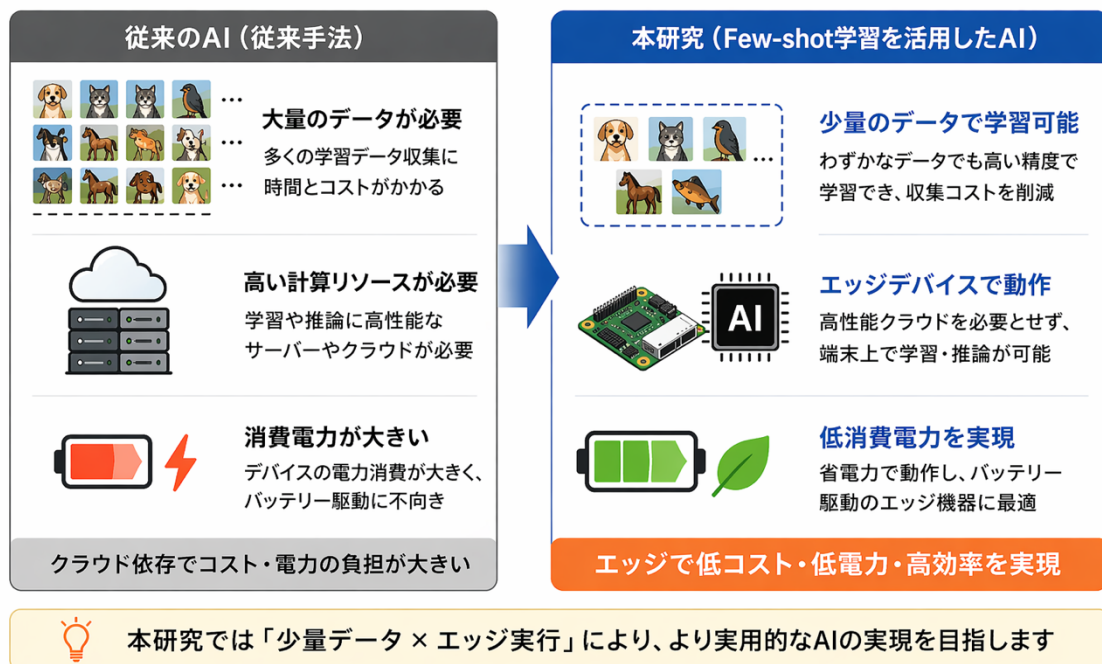 従来のAI（従来手法）
大量のデータが必要
多くの学習データ収集に
時間とコストがかかる
高い計算リソースが必要
学習や推論に高性能な
サーバーやクラウドが必要
消費電力が大きい
デバイスの電力消費が大きく、
バッテリー駆動に不向き
クラウド依存でコスト・電力の負担が大きい
本研究（Few-shot学習を活用したAI）
少量のデータで学習可能
わずかなデータでも高い精度で
学習でき、収集コストを削減
AI
エッジデバイスで動作
高性能クラウドを必要とせず、
端末上で学習・推論が可能
低消費電力を実現
省電力で動作し、バッテリー
駆動のエッジ機器に最適
エッジで低コスト・低電力・高効率を実現
本研究では「少量データ × エッジ実行」により、より実用的なAIの実現を目指します